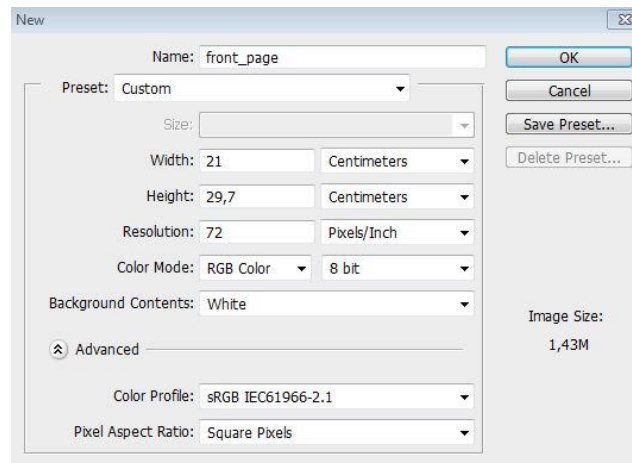 New
Name: front_page
OK
Preset: Custom
Cancel
Size:
Save Preset...
Width: 21 Centimeters
Delete Preset...
Height: 29,7 Centimeters
Resolution: 72 Pixels/Inch
Color Mode: RGB Color 8 bit
Background Contents: White
Image Size:
Advanced
1,43M
Color Profile: sRGB IEC61966-2.1
Pixel Aspect Ratio: Square Pixels